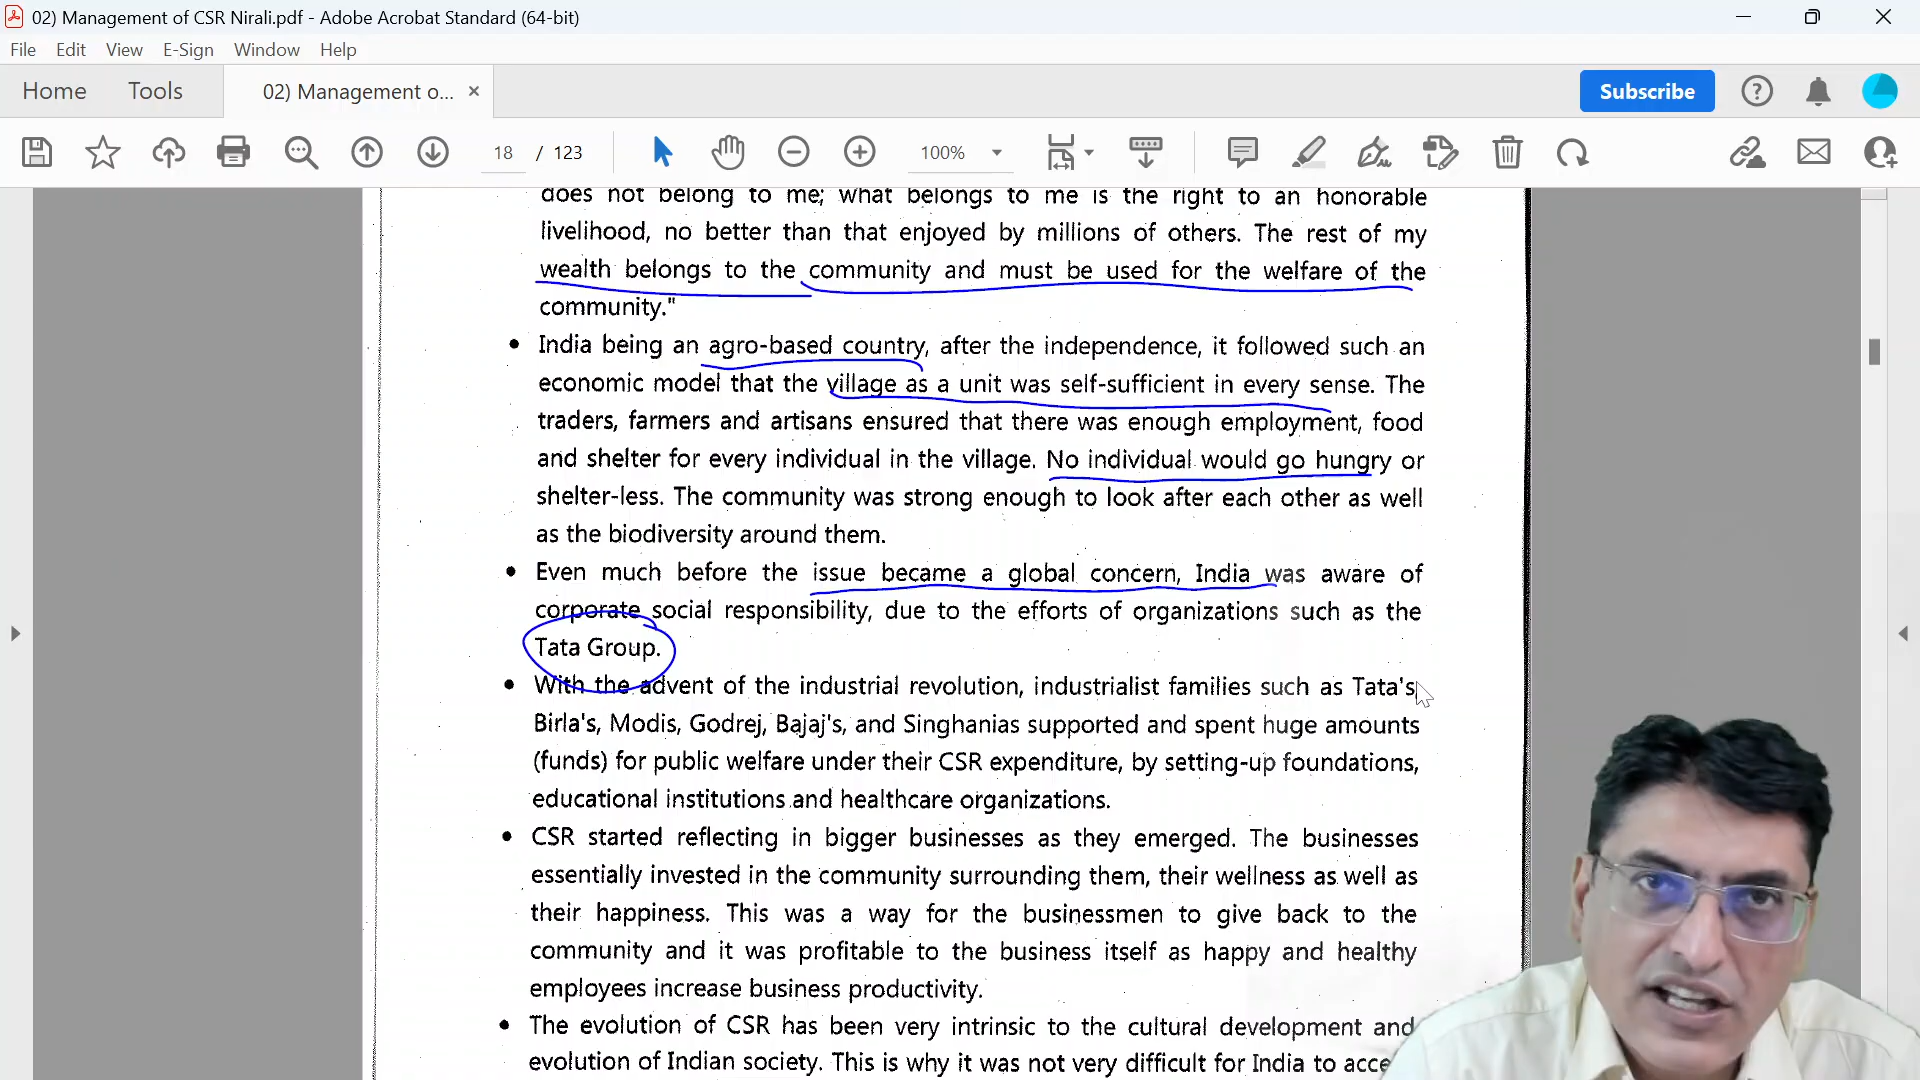 02) Management of CSR Nirali.pdf - Adobe Acrobat Standard (64-bit)
File Edit View E-Sign Window Help
Home Tools 02) Management o... × Subscribe
18 / 123 100%
does not belong to me; what belongs to me is the right to an honorable
livelihood, no better than that enjoyed by millions of others. The rest of my
wealth belongs to the community and must be used for the welfare of the
community."
• India being an agro-based country, after the independence, it followed such an
economic model that the village as a unit was self-sufficient in every sense. The
traders, farmers and artisans ensured that there was enough employment, food
and shelter for every individual in the village. No individual would go hungry or
shelter-less. The community was strong enough to look after each other as well
as the biodiversity around them.
• Even much before the issue became a global concern, India was aware of
corporate social responsibility, due to the efforts of organizations such as the
Tata Group.
• With the advent of the industrial revolution, industrialist families such as Tata's,
Birla's, Modis, Godrej, Bajaj's, and Singhanias supported and spent huge amounts
(funds) for public welfare under their CSR expenditure, by setting-up foundations,
educational institutions and healthcare organizations.
• CSR started reflecting in bigger businesses as they emerged. The businesses
essentially invested in the community surrounding them, their wellness as well as
their happiness. This was a way for the businessmen to give back to the
community and it was profitable to the business itself as happy and healthy
employees increase business productivity.
• The evolution of CSR has been very intrinsic to the cultural development and
evolution of Indian society. This is why it was not very difficult for India to